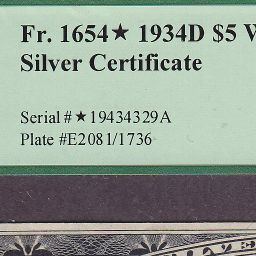 Fr. 1654★ 1934D $5 W
Silver Certificate
Serial #★19434329A
Plate #E2081/1736